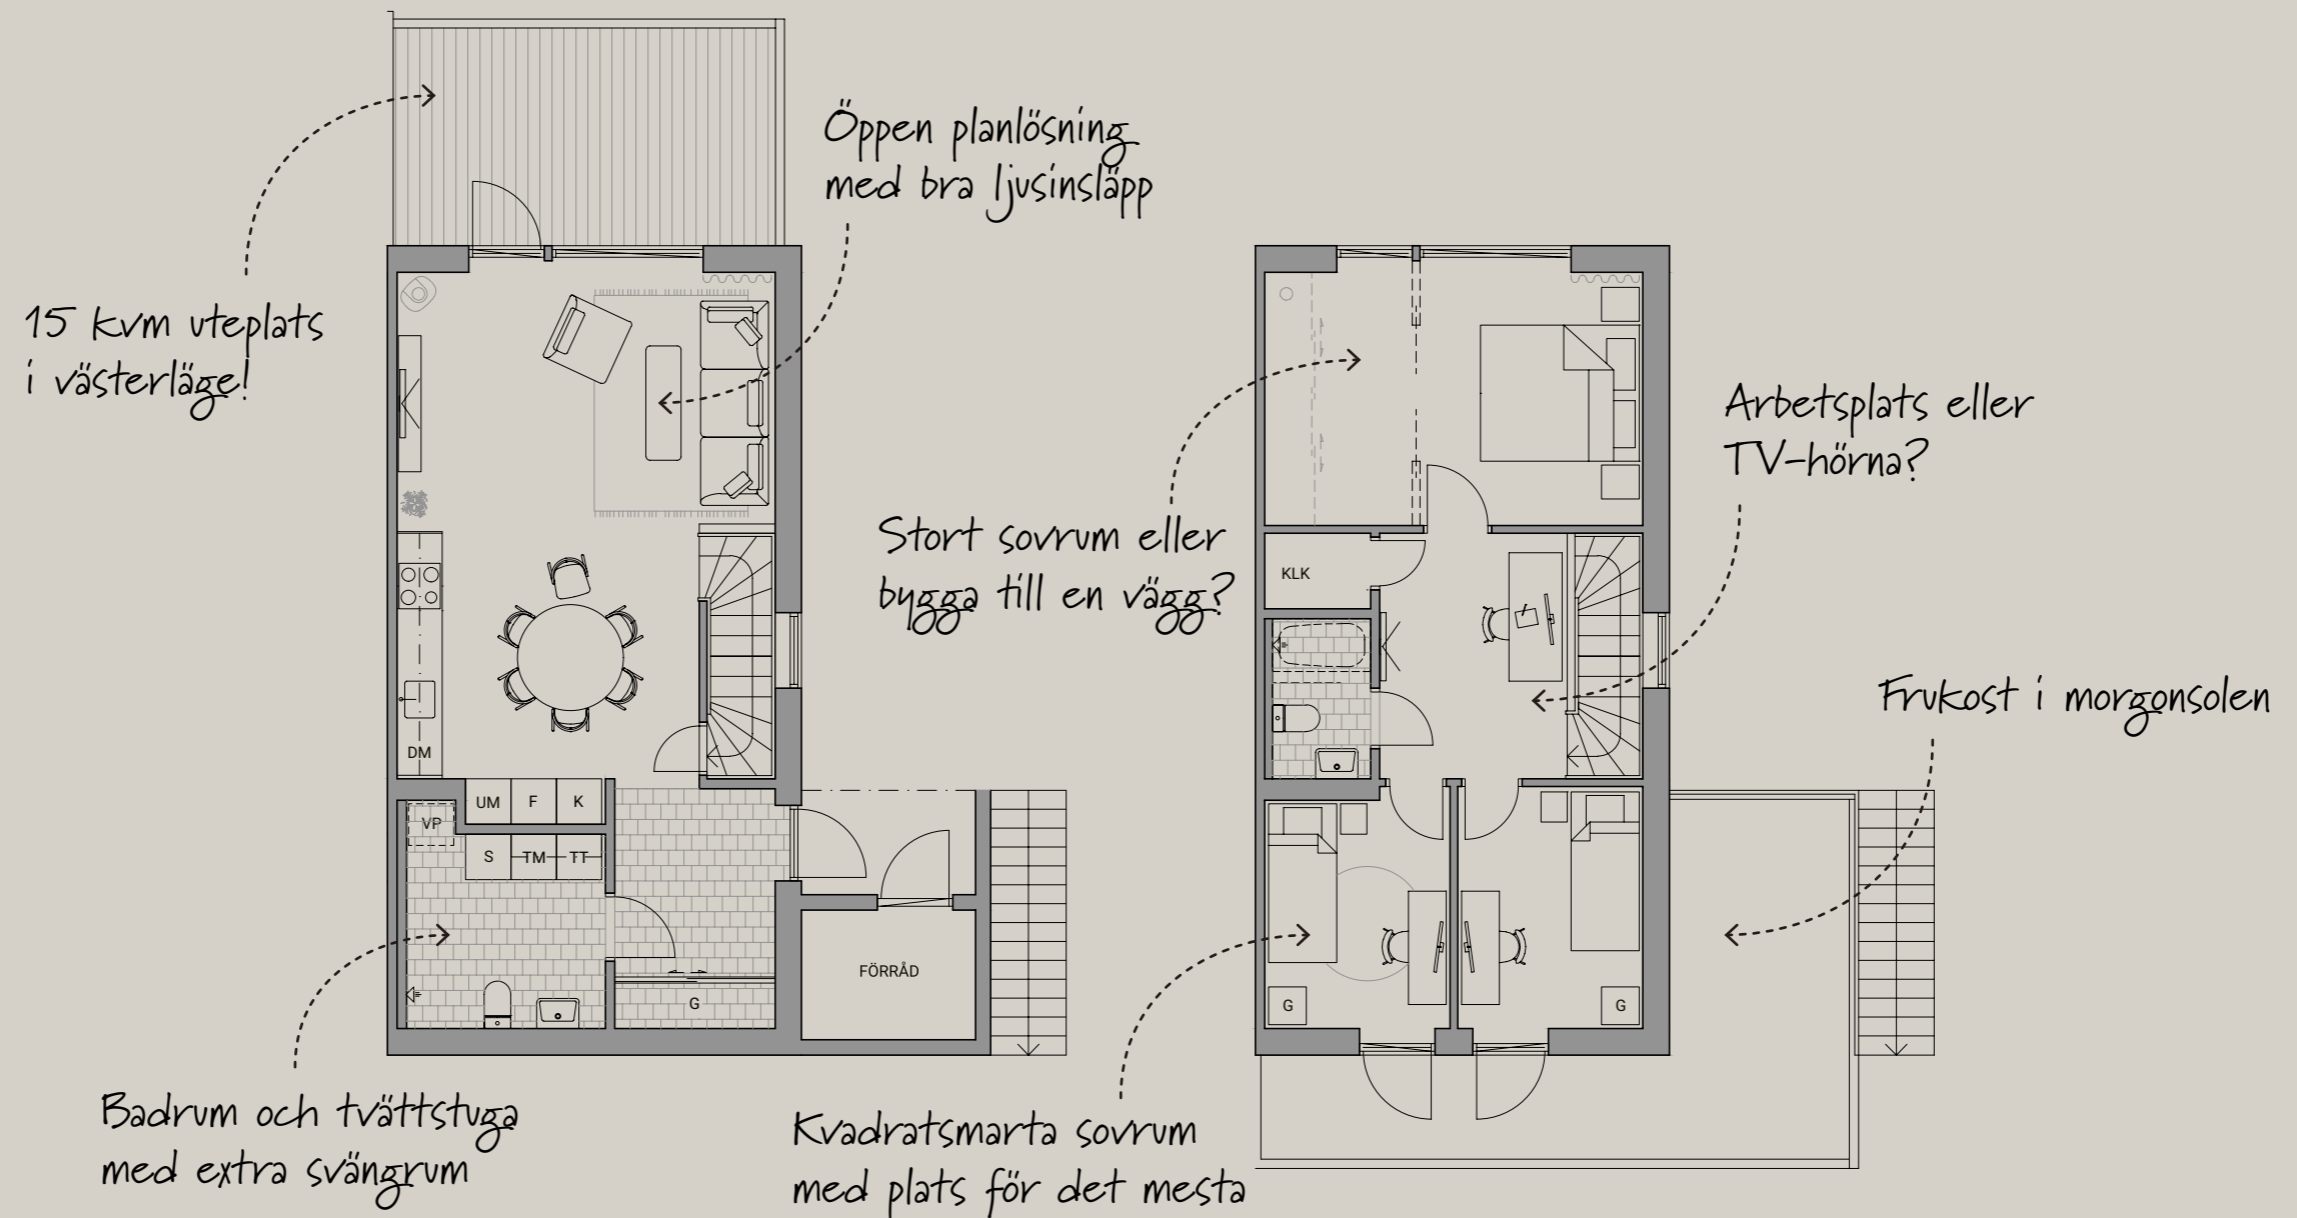 Öppen planlösning
med bra ljusinsläpp
15 kvm uteplats
i västerläge!
Arbetsplats eller
TV-hörna?
Stort sovrum eller
bygga till en vägg?
KLK
Frukost i morgonsolen
DM
UM
F
K
VP
S
TM
TT
FÖRRÅD
G
G
G
Badrum och tvättstuga
med extra svängrum
Kvadratsmarta sovrum
med plats för det mesta